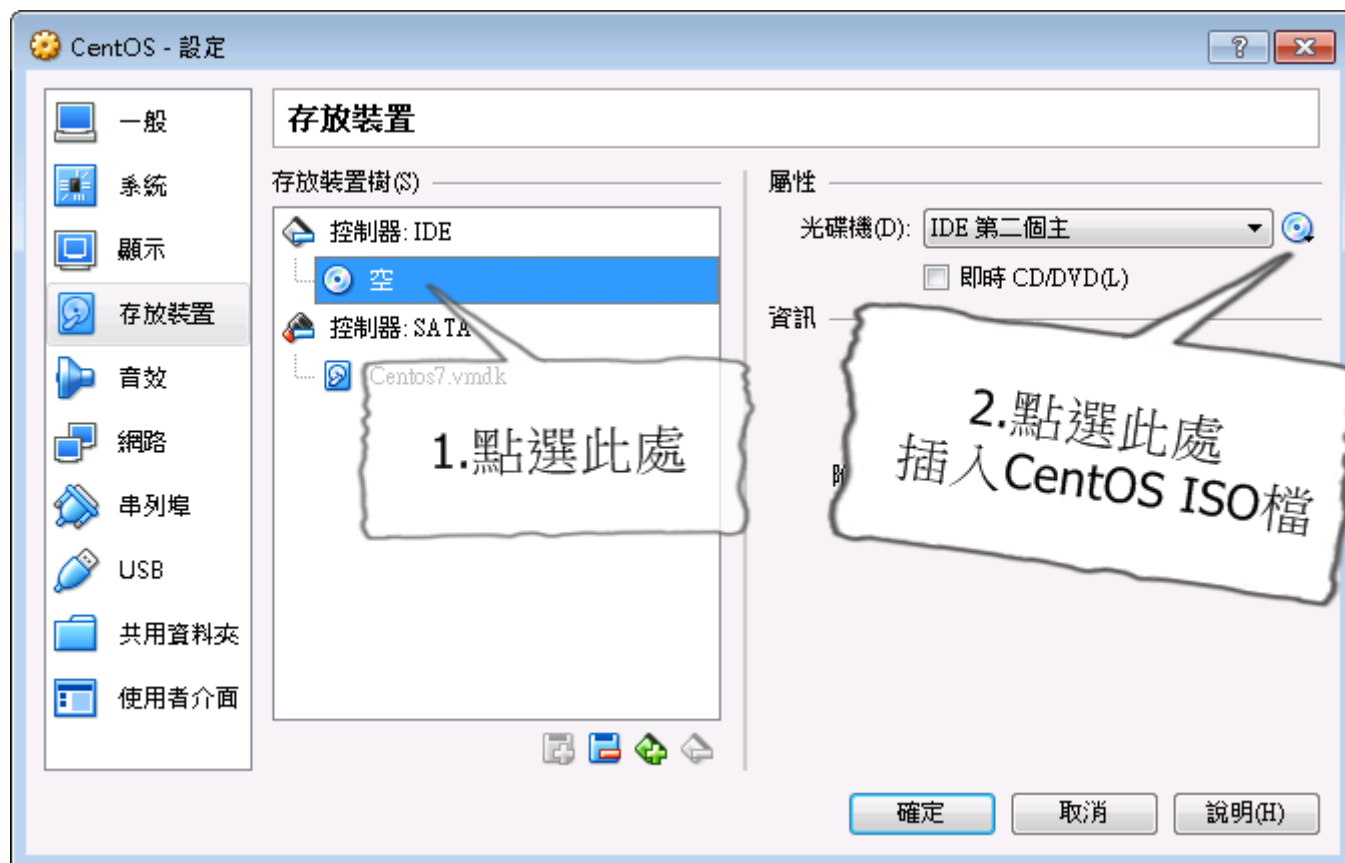 CentOS - 設定
一般
系統
顯示
存放裝置
音效
網路
串列埠
USB
共用資料夾
使用者介面
存放裝置
存放裝置樹(S)
控制器: IDE
空
控制器: SATA
Centos7.vmdk
1.點選此處
屬性
光碟機(D): IDE 第二個主
即時 CD/DVD(L)
資訊
2.點選此處
插入CentOS ISO檔
確定
取消
說明(H)